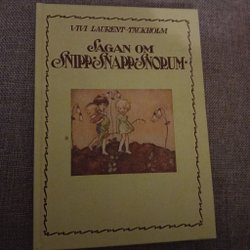 VIVI LAURENT-TÄCKHOLM
SAGAN OM
SNIPP·SNAPP·SNORUM·